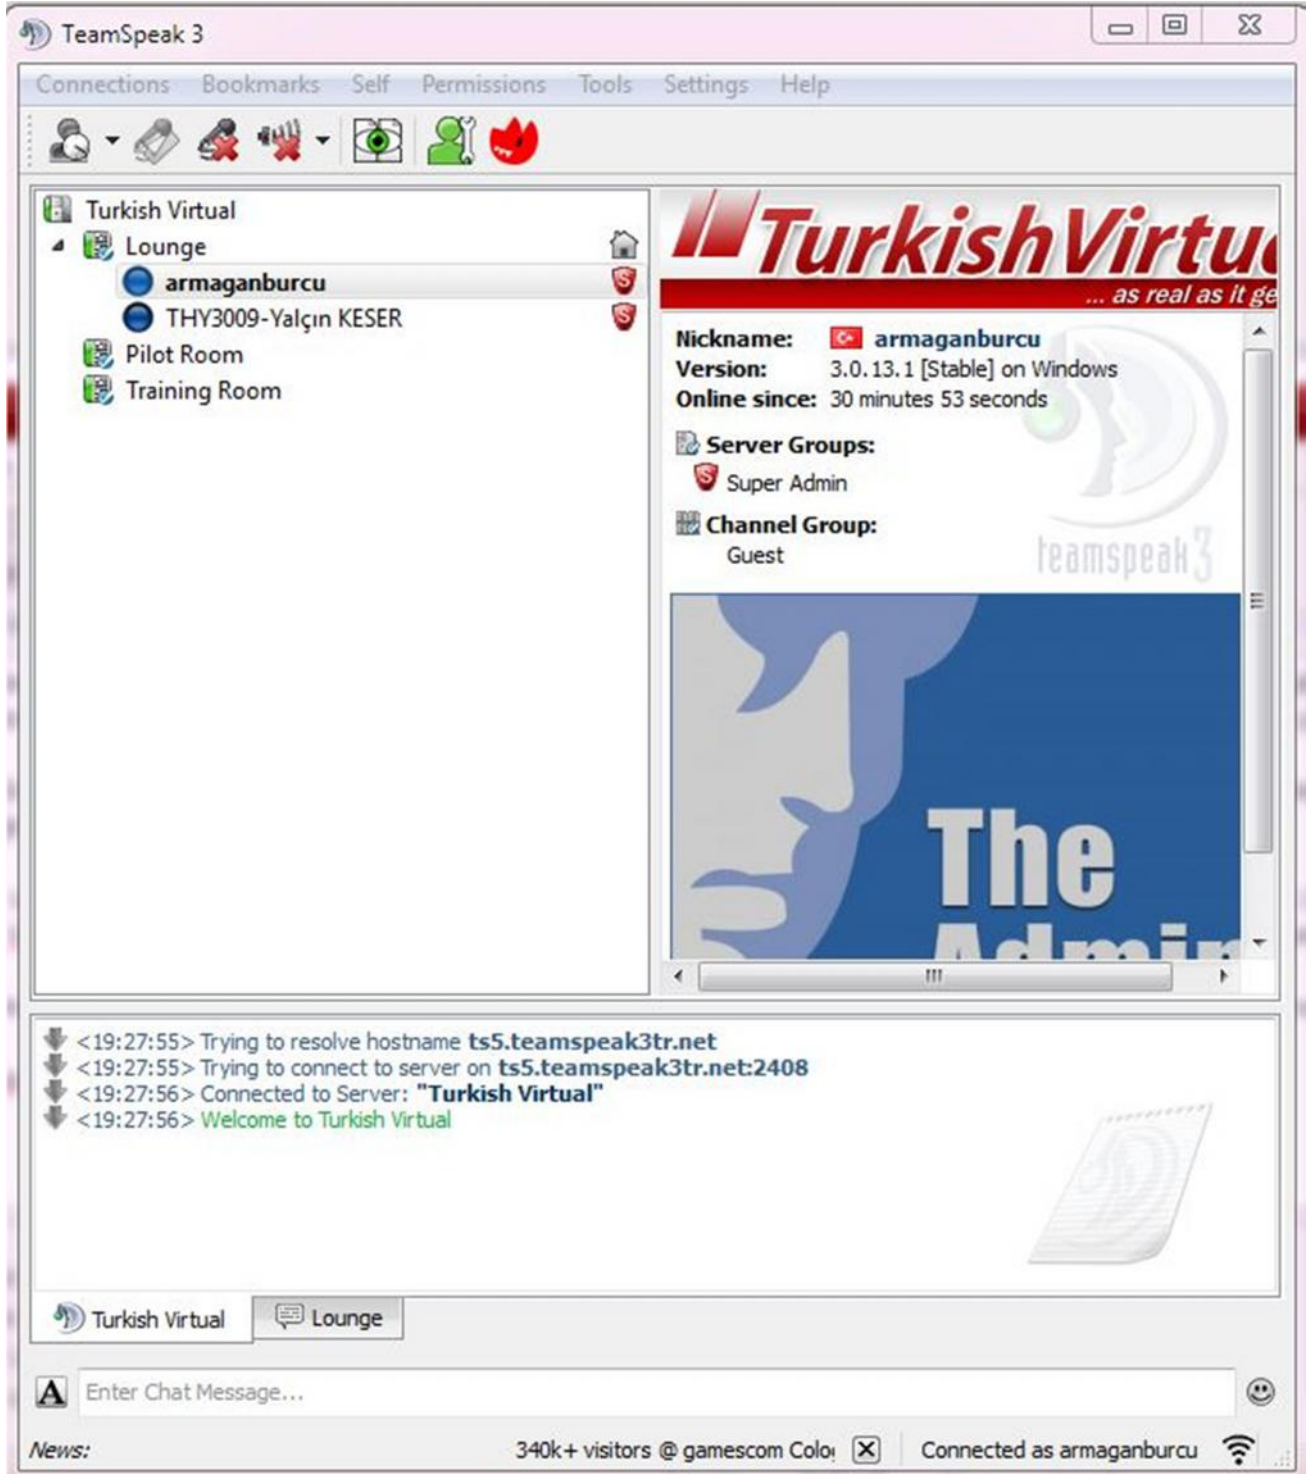 TeamSpeak 3
Connections Bookmarks Self Permissions Tools Settings Help
Turkish Virtual
Lounge
armaganburcu
THY3009-Yalçın KESER
Pilot Room
Training Room
TurkishVirtu
... as real as it ge
Nickname: armaganburcu
Version: 3.0.13.1 [Stable] on Windows
Online since: 30 minutes 53 seconds
Server Groups:
Super Admin
Channel Group:
Guest
teamspeak 3
The
Admin
<19:27:55> Trying to resolve hostname ts5.teamspeak3tr.net
<19:27:55> Trying to connect to server on ts5.teamspeak3tr.net:2408
<19:27:56> Connected to Server: "Turkish Virtual"
<19:27:56> Welcome to Turkish Virtual
Turkish Virtual Lounge
A Enter Chat Message...
News: 340k+ visitors @ gamescom Colo Connected as armaganburcu